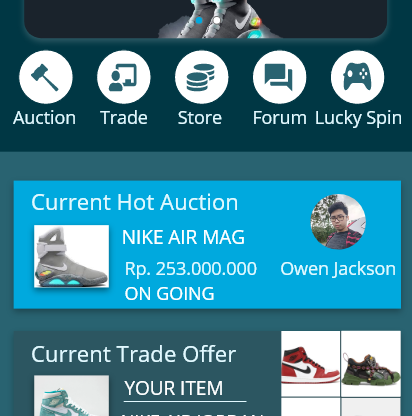 Auction Trade Store Forum Lucky Spin
Current Hot Auction
NIKE AIR MAG
Rp. 253.000.000
Owen Jackson
ON GOING
Current Trade Offer
YOUR ITEM